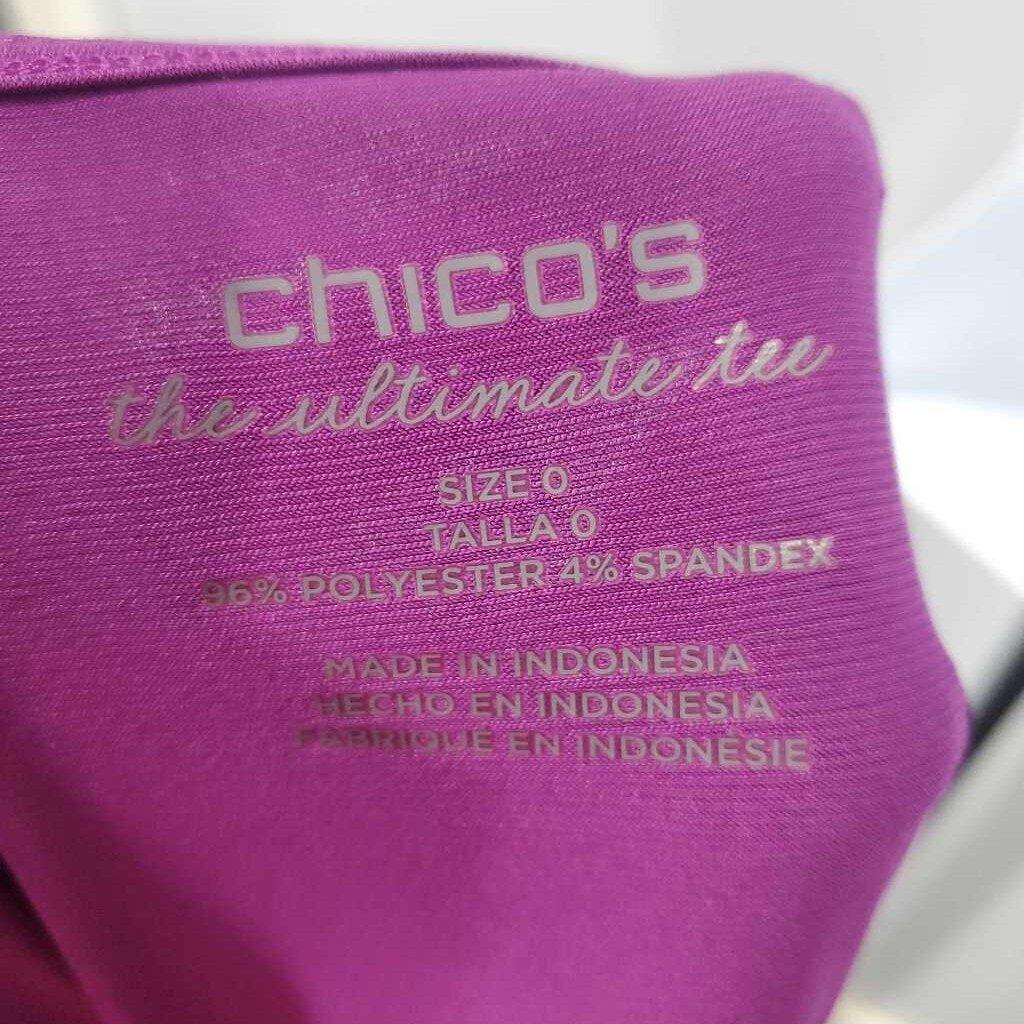 chico's
the ultimate tee
SIZE 0
TALLA 0
96% POLYESTER 4% SPANDEX
MADE IN INDONESIA
HECHO EN INDONESIA
FABRIQUÉ EN INDONÉSIE